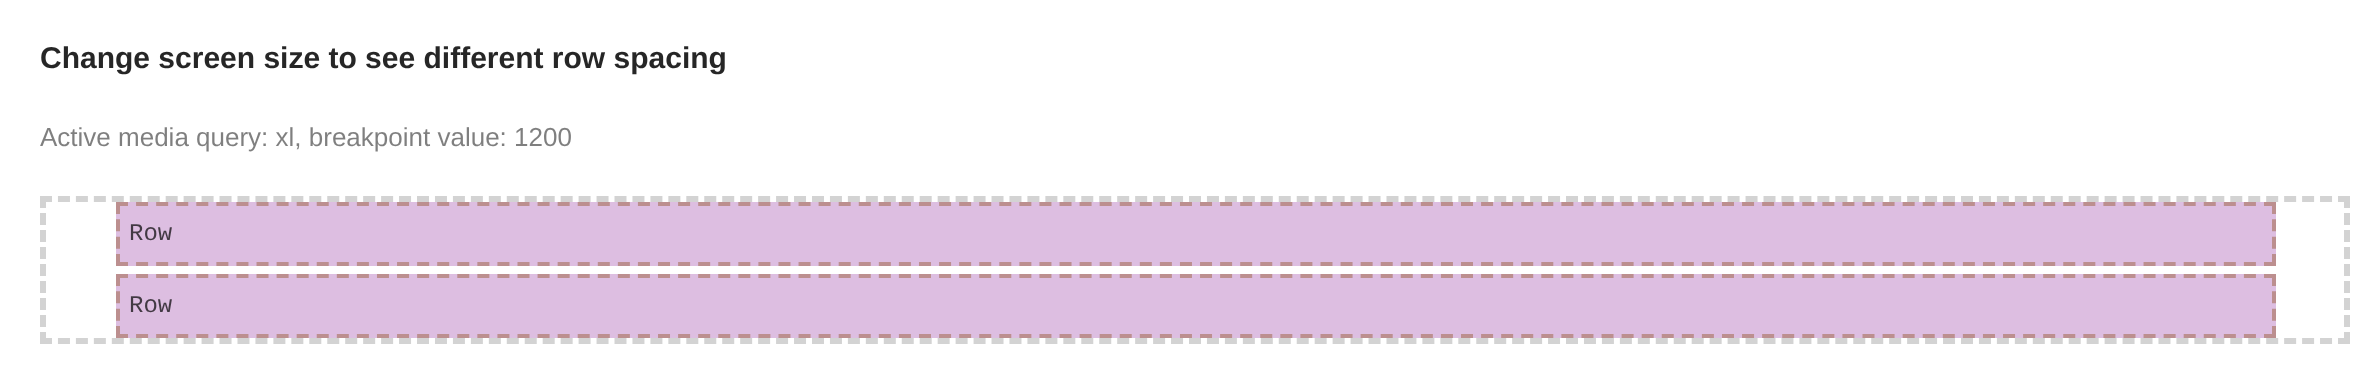 Change screen size to see different row spacing
Active media query: xl, breakpoint value: 1200
Row
Row